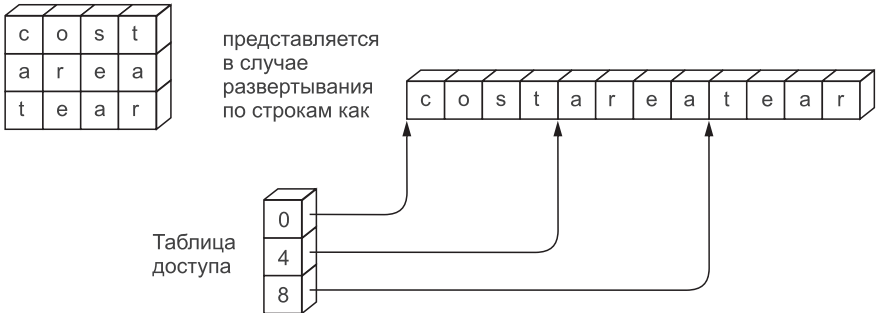 c o s t
a r e a
t e a r
представляется
в случае
развертывания
по строкам как
c o s t a r e a t e a r
Таблица
доступа
0
4
8